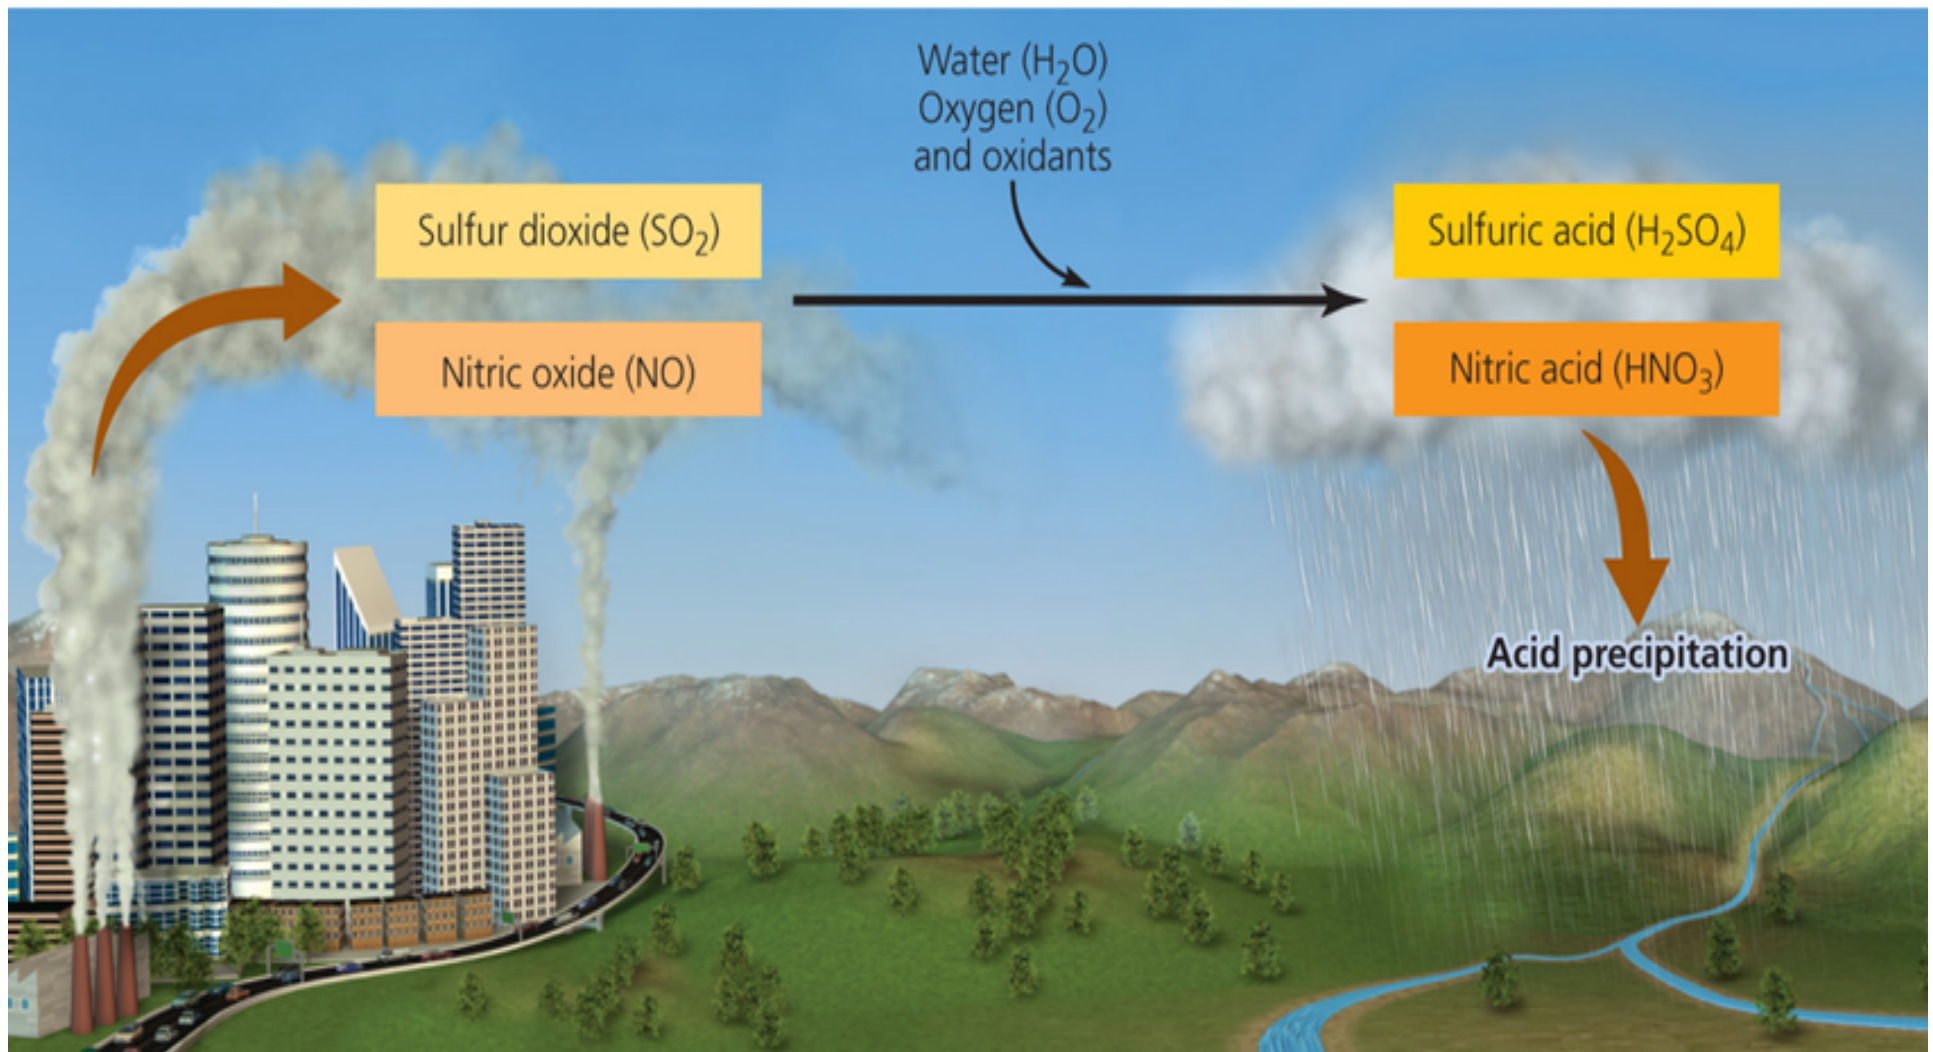 Water (H₂O)
Oxygen (O₂)
and oxidants
Sulfur dioxide (SO₂)
Nitric oxide (NO)
Sulfuric acid (H₂SO₄)
Nitric acid (HNO₃)
Acid precipitation